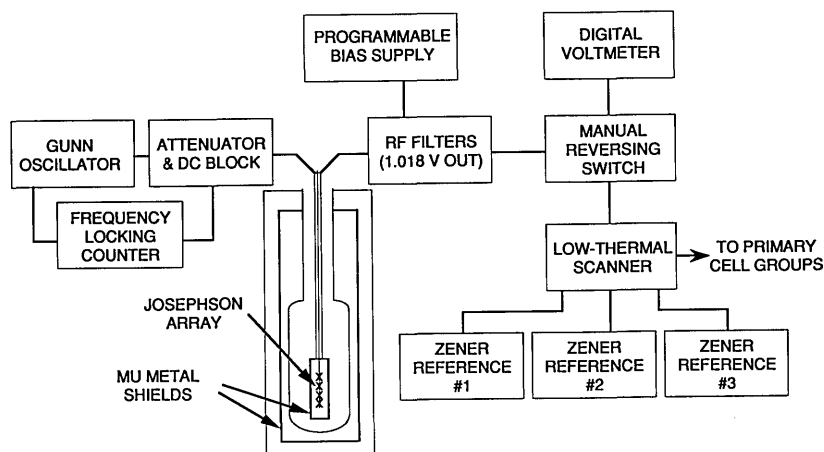 PROGRAMMABLE
BIAS SUPPLY
DIGITAL
VOLTMETER
GUNN
OSCILLATOR
ATTENUATOR
& DC BLOCK
RF FILTERS
(1.018 V OUT)
MANUAL
REVERSING
SWITCH
FREQUENCY
LOCKING
COUNTER
LOW-THERMAL
SCANNER
TO PRIMARY
CELL GROUPS
JOSEPHSON
ARRAY
MU METAL
SHIELDS
ZENER
REFERENCE
#1
ZENER
REFERENCE
#2
ZENER
REFERENCE
#3